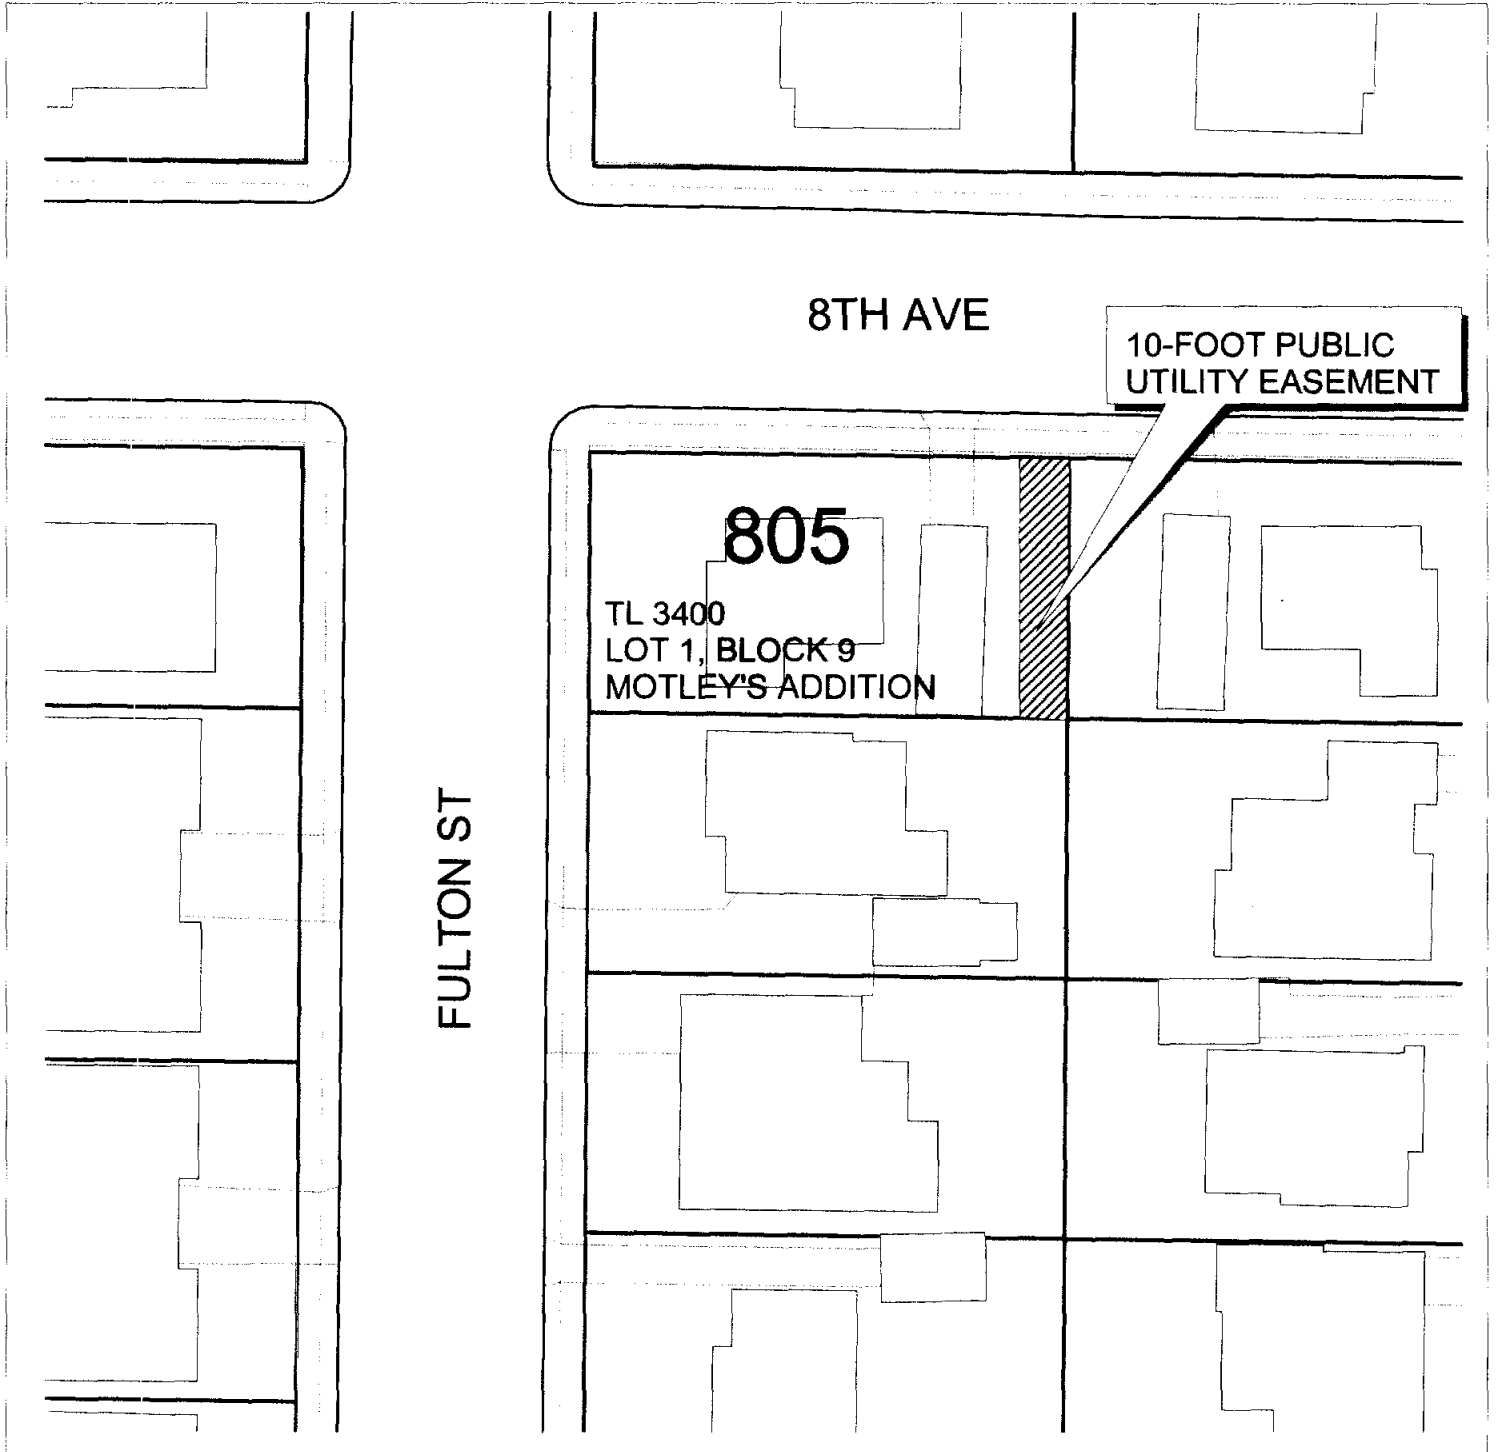 8TH AVE
10-FOOT PUBLIC
UTILITY EASEMENT
805
TL 3400
LOT 1, BLOCK 9
MOTLEY'S ADDITION
FULTON ST